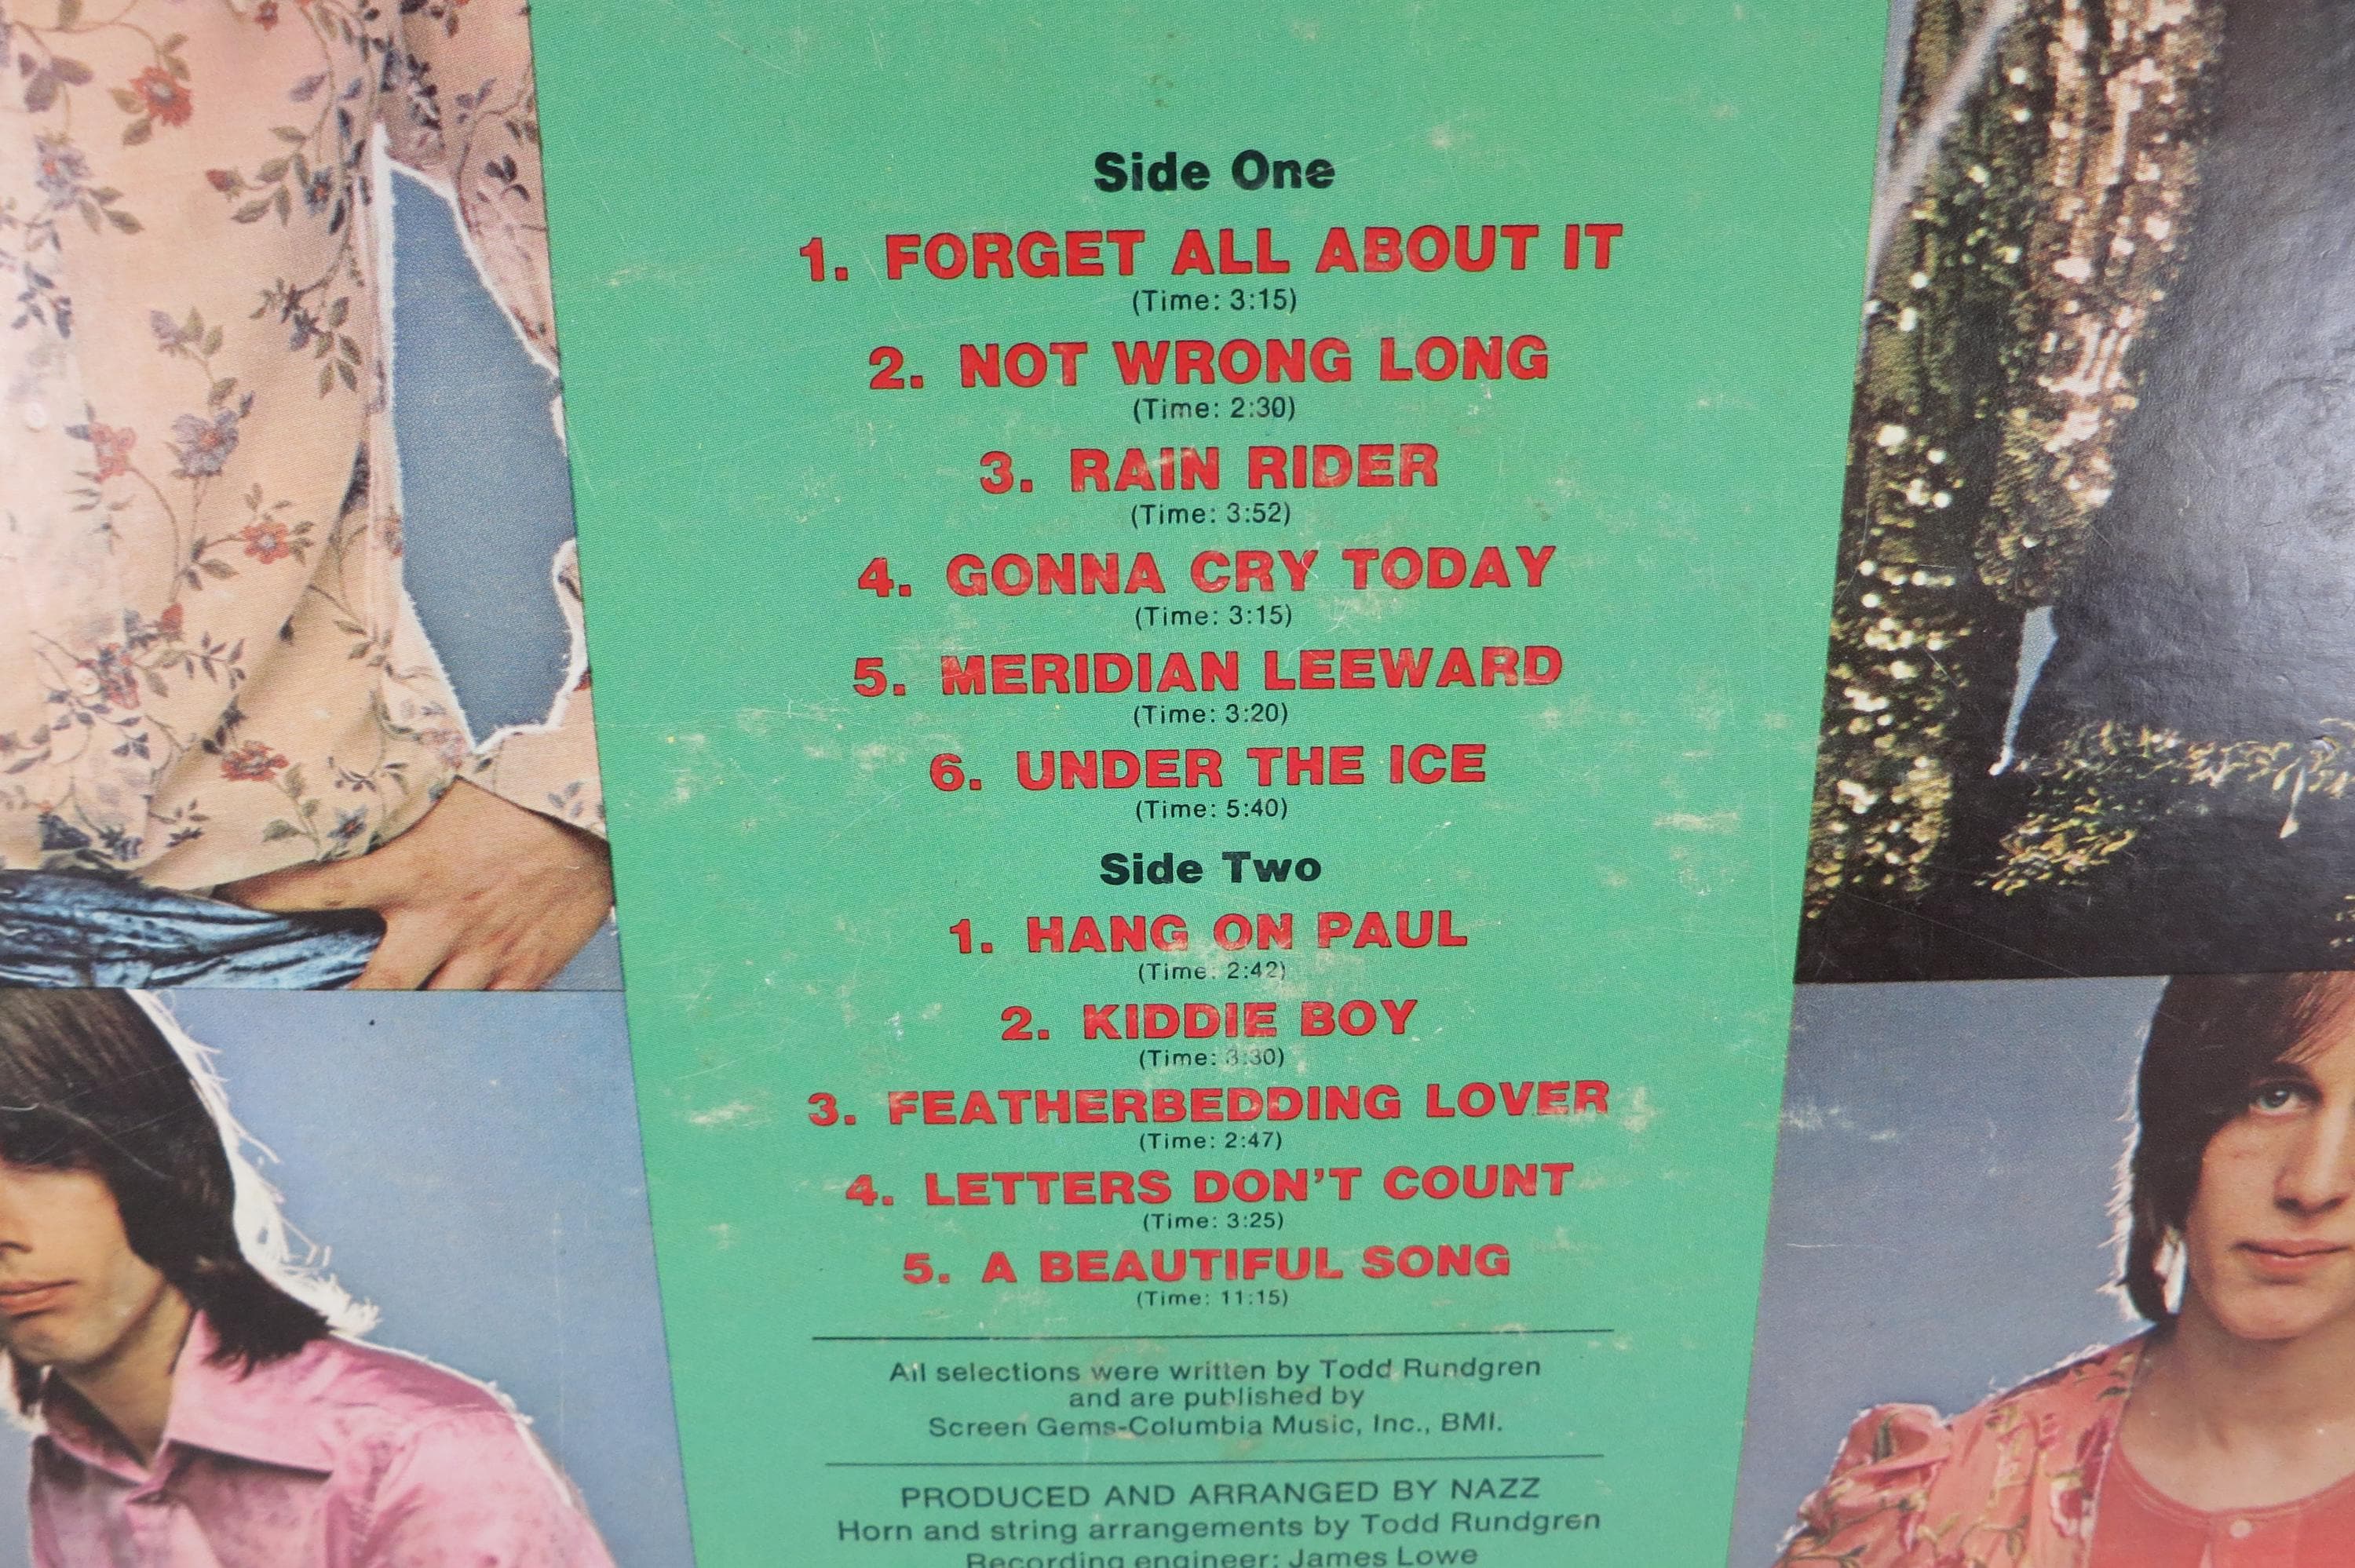 Side One
1. FORGET ALL ABOUT IT
(Time: 3:15)
2. NOT WRONG LONG
(Time: 2:30)
3. RAIN RIDER
(Time: 3:52)
4. GONNA CRY TODAY
(Time: 3:15)
5. MERIDIAN LEEWARD
(Time: 3:20)
6. UNDER THE ICE
(Time: 5:40)
Side Two
1. HANG ON PAUL
(Time: 2:42)
2. KIDDIE BOY
(Time: 3:30)
3. FEATHERBEDDING LOVER
(Time: 2:47)
4. LETTERS DON'T COUNT
(Time: 3:25)
5. A BEAUTIFUL SONG
(Time: 11:15)
All selections were written by Todd Rundgren
and are published by
Screen Gems-Columbia Music, Inc., BMI.
PRODUCED AND ARRANGED BY NAZZ
Horn and string arrangements by Todd Rundgren
Recording engineer: James Lowe